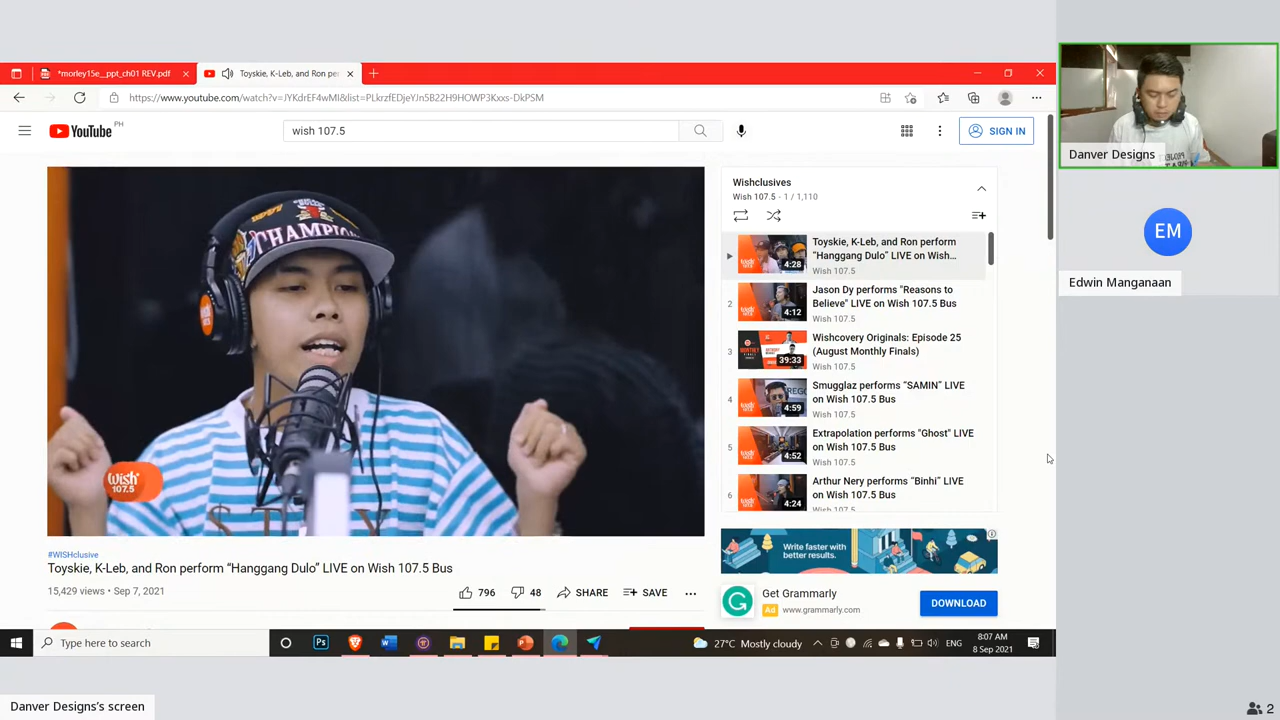 *morley15e__ppt_ch01 REV.pdf
Toyskie, K-Leb, and Ron per
https://www.youtube.com/watch?v=JYKdrEF4wMI&list=PLkrzfEDjeYJn5B22H9HOWP3Kxxs-DkPSM
YouTube PH
wish 107.5
SIGN IN
CHAMPION
wish
107.5
#WISHclusive
Toyskie, K-Leb, and Ron perform “Hanggang Dulo” LIVE on Wish 107.5 Bus
15,429 views • Sep 7, 2021
796
48
SHARE
SAVE
Wishclusives
Wish 107.5 - 1 / 1,110
4:28
Toyskie, K-Leb, and Ron perform
“Hanggang Dulo” LIVE on Wish...
Wish 107.5
2
4:12
Jason Dy performs "Reasons to
Believe" LIVE on Wish 107.5 Bus
Wish 107.5
3
MONTHLY
39:33
Wishcovery Originals: Episode 25
(August Monthly Finals)
Wish 107.5
4
4:59
Smugglaz performs “SAMIN” LIVE
on Wish 107.5 Bus
Wish 107.5
5
4:52
Extrapolation performs "Ghost" LIVE
on Wish 107.5 Bus
Wish 107.5
6
4:24
Arthur Nery performs “Binhi” LIVE
on Wish 107.5 Bus
Wish 107.5
Write faster with
better results.
Get Grammarly
Ad www.grammarly.com
DOWNLOAD
Type here to search
Ps
27°C Mostly cloudy
ENG
8:07 AM
8 Sep 2021
Danver Designs
EM
Edwin Manganaan
Danver Designs's screen
2